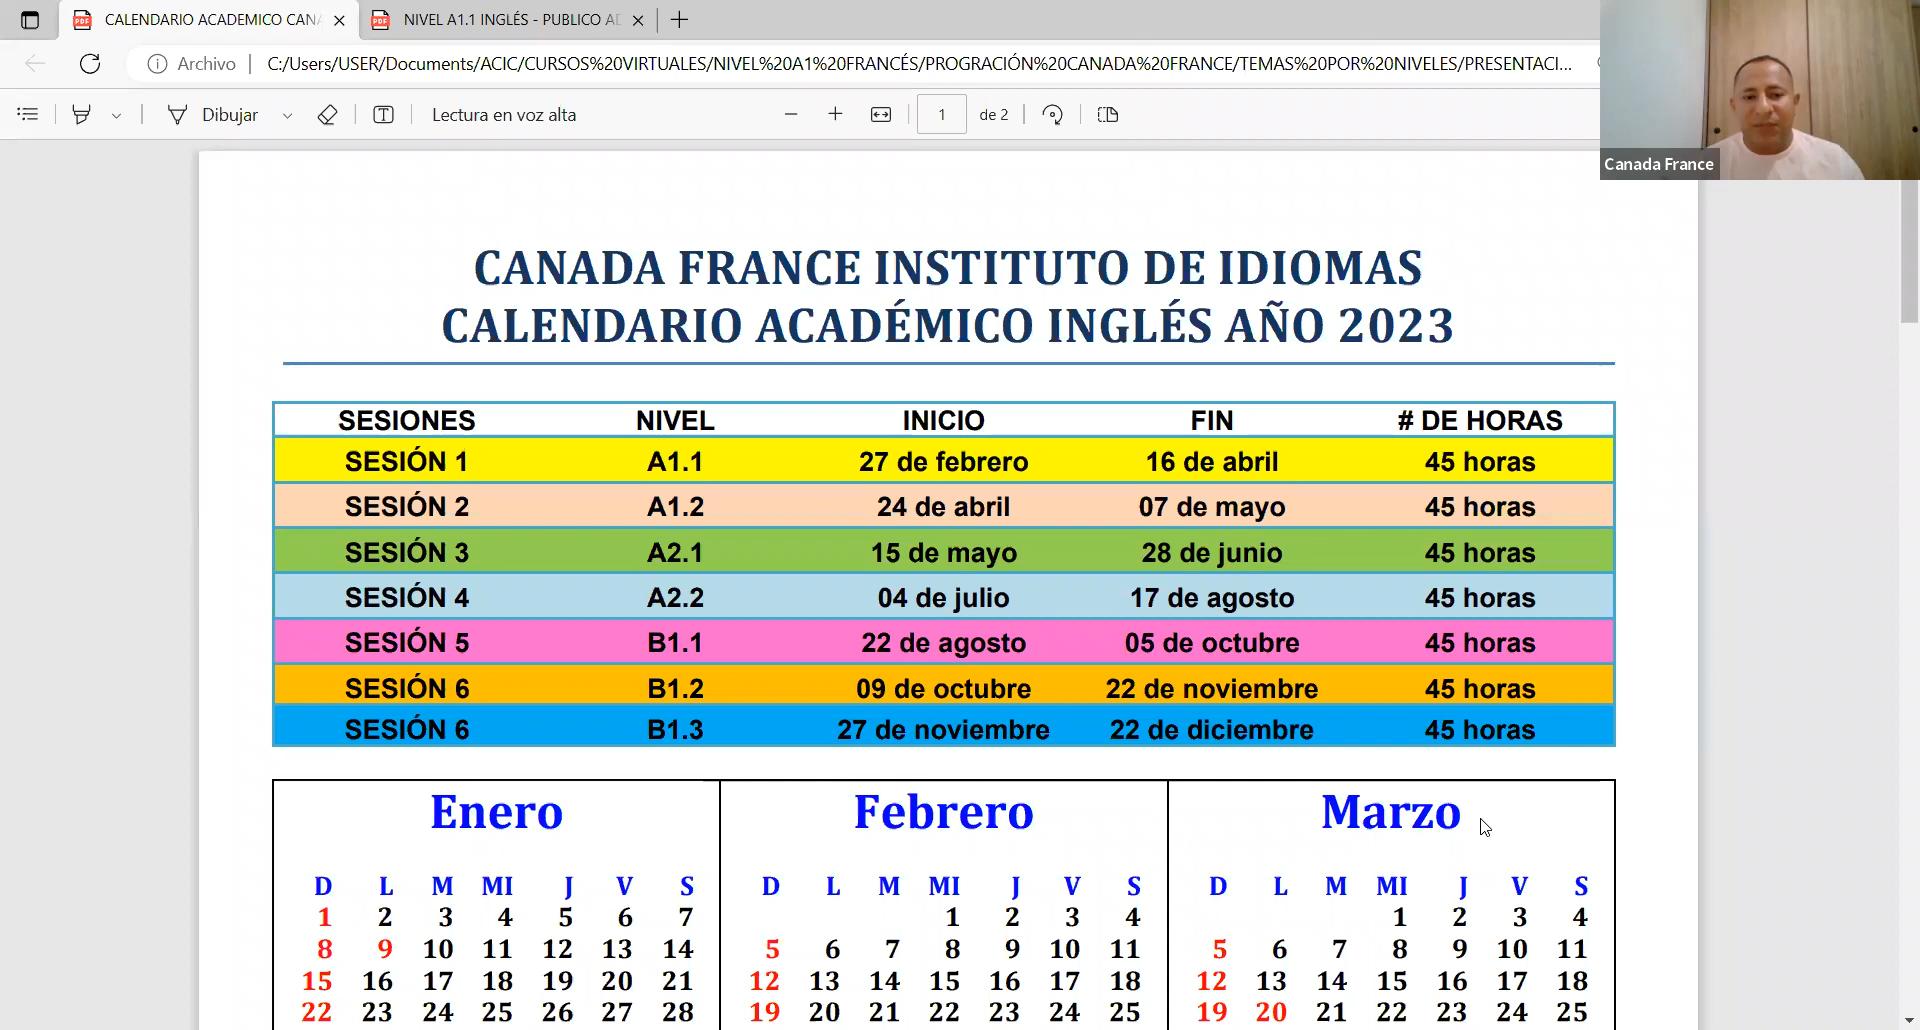 CALENDARIO ACADEMICO CAN
NIVEL A1.1 INGLÉS - PUBLICO AD
Archivo
C:/Users/USER/Documents/ACIC/CURSOS%20VIRTUALES/NIVEL%20A1%20FRANCÉS/PROGRACIÓN%20CANADA%20FRANCE/TEMAS%20POR%20NIVELES/PRESENTACI...
Dibujar
Lectura en voz alta
1 de 2
Canada France
CANADA FRANCE INSTITUTO DE IDIOMAS
CALENDARIO ACADÉMICO INGLÉS AÑO 2023
SESIONES NIVEL INICIO FIN # DE HORAS
SESIÓN 1 A1.1 27 de febrero 16 de abril 45 horas
SESIÓN 2 A1.2 24 de abril 07 de mayo 45 horas
SESIÓN 3 A2.1 15 de mayo 28 de junio 45 horas
SESIÓN 4 A2.2 04 de julio 17 de agosto 45 horas
SESIÓN 5 B1.1 22 de agosto 05 de octubre 45 horas
SESIÓN 6 B1.2 09 de octubre 22 de noviembre 45 horas
SESIÓN 6 B1.3 27 de noviembre 22 de diciembre 45 horas
Enero
D L M MI J V S
1 2 3 4 5 6 7
8 9 10 11 12 13 14
15 16 17 18 19 20 21
22 23 24 25 26 27 28
Febrero
D L M MI J V S
1 2 3 4
5 6 7 8 9 10 11
12 13 14 15 16 17 18
19 20 21 22 23 24 25
Marzo
D L M MI J V S
1 2 3 4
5 6 7 8 9 10 11
12 13 14 15 16 17 18
19 20 21 22 23 24 25